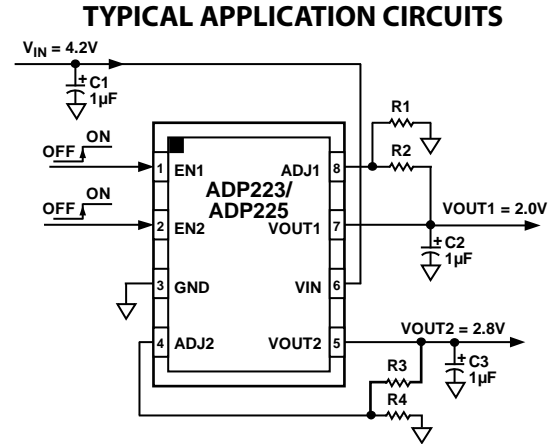 TYPICAL APPLICATION CIRCUITS
VIN = 4.2V
+
C1
1µF
ON
OFF
ON
OFF
ADP223/
ADP225
1 EN1
2 EN2
3 GND
4 ADJ2
ADJ1 8
VOUT1 7
VIN 6
VOUT2 5
R1
R2
VOUT1 = 2.0V
+
C2
1µF
VOUT2 = 2.8V
R3
R4
+
C3
1µF